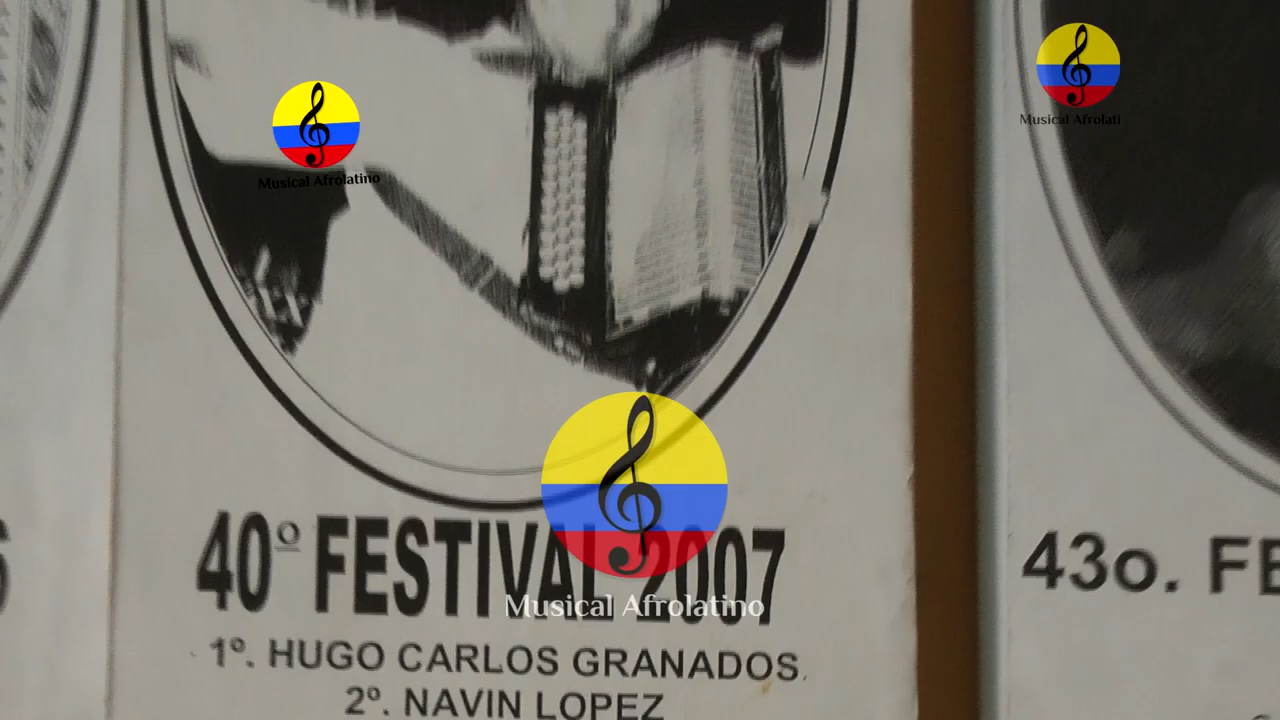 Musical Afrolatino
Musical Afrolati
40º FESTIVAL 2007
Musical Afrolatino
1º. HUGO CARLOS GRANADOS.
2º. NAVIN LOPEZ
43o. FE